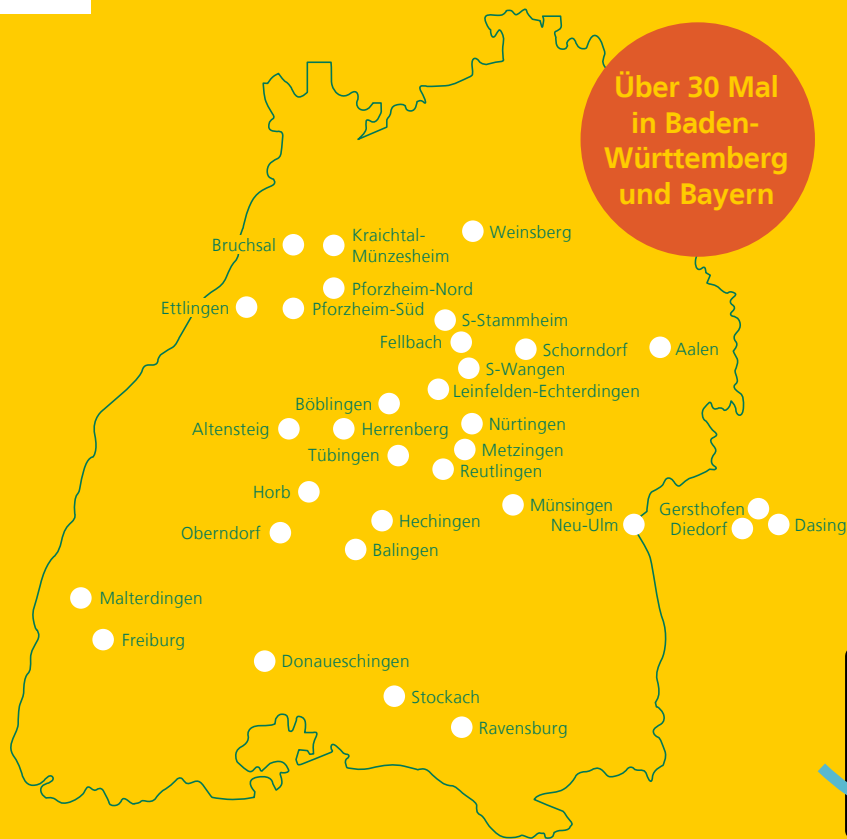 Über 30 Mal
in Baden-
Württemberg
und Bayern
Weinsberg
Kraichtal-
Münzesheim
Bruchsal
Pforzheim-Nord
Ettlingen
Pforzheim-Süd
S-Stammheim
Fellbach
Schorndorf
Aalen
S-Wangen
Leinfelden-Echterdingen
Böblingen
Altensteig
Herrenberg
Nürtingen
Tübingen
Metzingen
Reutlingen
Horb
Münsingen
Gersthofen
Hechingen
Neu-Ulm
Diedorf
Dasing
Oberndorf
Balingen
Malterdingen
Freiburg
Donaueschingen
Stockach
Ravensburg